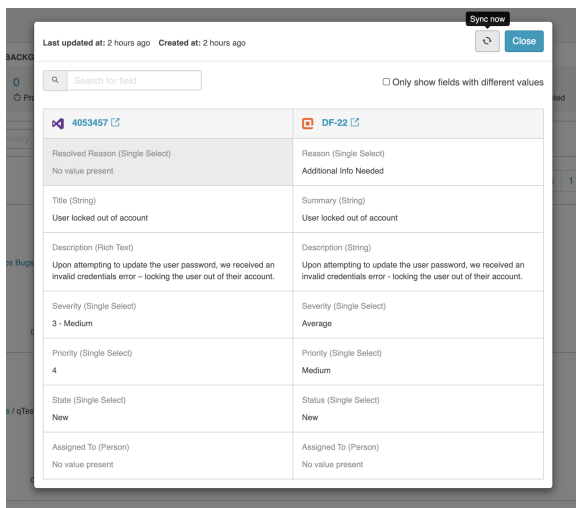 Sync now
Last updated at: 2 hours ago Created at: 2 hours ago
Close
BACKG
Search for field
Only show fields with different values
0
4053457
DF-22
Resolved Reason (Single Select)
No value present
Reason (Single Select)
Additional Info Needed
1
Title (String)
User locked out of account
Summary (String)
User locked out of account
Description (Rich Text)
Upon attempting to update the user password, we received an
invalid credentials error – locking the user out of their account.
Description (String)
Upon attempting to update the user password, we received an
invalid credentials error - locking the user out of their account.
Bugs
Severity (Single Select)
3 - Medium
Severity (Single Select)
Average
Priority (Single Select)
4
Priority (Single Select)
Medium
State (Single Select)
New
Status (Single Select)
New
s / qTes
Assigned To (Person)
No value present
Assigned To (Person)
No value present